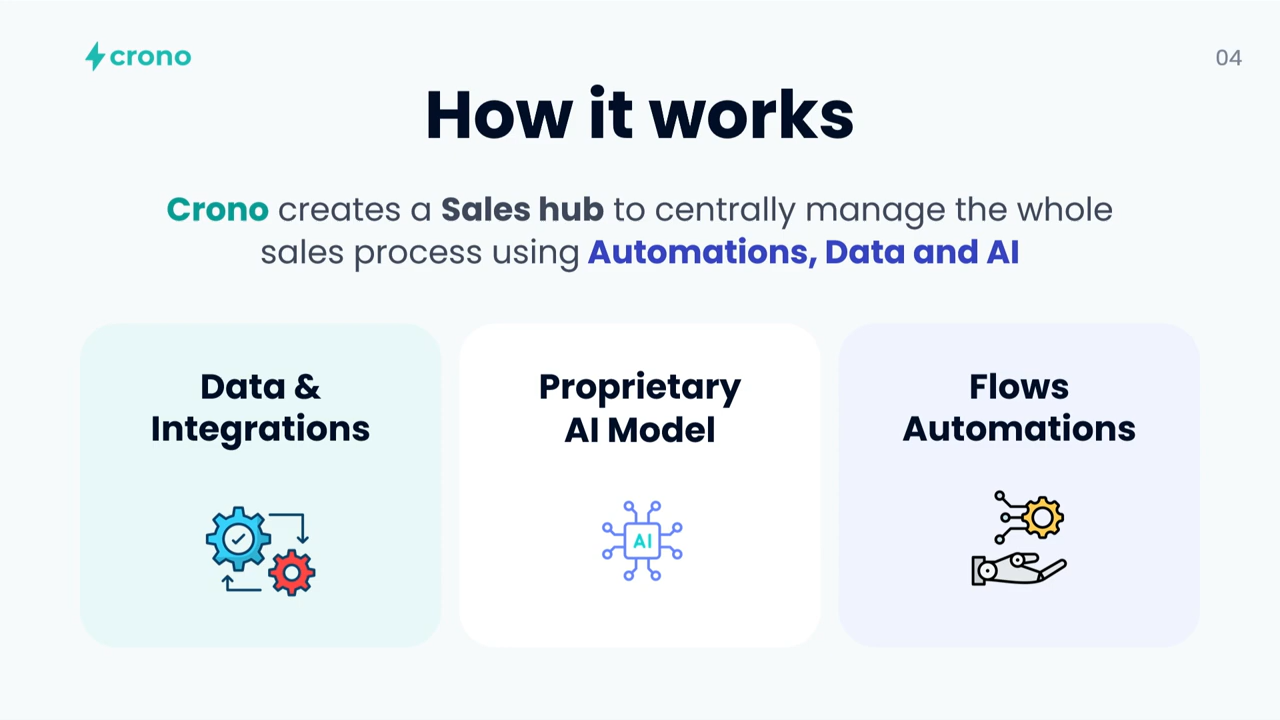 crono
04
How it works
Crono creates a Sales hub to centrally manage the whole
sales process using Automations, Data and AI
Data &
Integrations
Proprietary
AI Model
Flows
Automations
AI